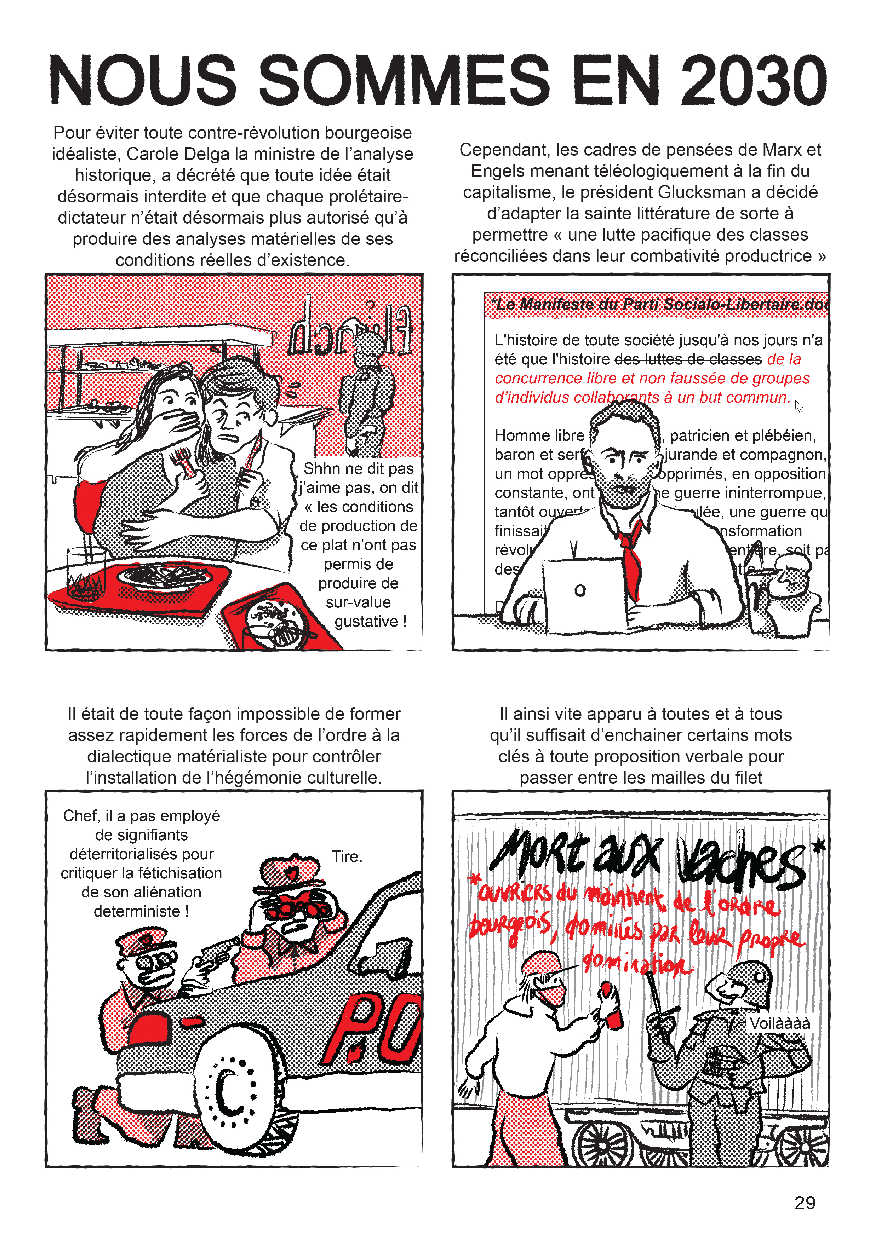 NOUS SOMMES EN 2030
Pour éviter toute contre-révolution bourgeoise
idéaliste, Carole Delga la ministre de l'analyse
historique, a décrété que toute idée était
désormais interdite et que chaque prolétaire-
dictateur n'était désormais plus autorisé qu'à
produire des analyses matérielles de ses
conditions réelles d'existence.
Cependant, les cadres de pensées de Marx et
Engels menant téléologiquement à la fin du
capitalisme, le président Glucksman a décidé
d'adapter la sainte littérature de sorte à
permettre « une lutte pacifique des classes
réconciliées dans leur combativité productrice »
?
Shhn ne dit pas
j'aime pas, on dit
« les conditions
de production de
ce plat n'ont pas
permis de
produire de
sur-value
gustative !
*Le Manifeste du Parti Socialo-Libertaire.do
L'histoire de toute société jusqu'à nos jours n'a
été que l'histoire des luttes de classes de la
concurrence libre et non faussée de groupes
d'individus collaborants à un but commun.
Homme libre patricien et plébéien,
baron et serf jurande et compagnon,
un mot opprimés, en opposition
constante, ont guerre ininterrompue,
tantôt une guerre
Il était de toute façon impossible de former
assez rapidement les forces de l'ordre à la
dialectique matérialiste pour contrôler
l'installation de l'hégémonie culturelle.
Il ainsi vite apparu à toutes et à tous
qu'il suffisait d'enchainer certains mots
clés à toute proposition verbale pour
passer entre les mailles du filet
Chef, il a pas employé
de signifiants
déterritorialisés pour
critiquer la fétichisation
de son aliénation
deterministe !
Tire.
PO
MORT AUX VACHES*
*OUVRIERS du maintient de l'ordre
bourgeois, dominés par leur propre
domination
Voilàààà
29